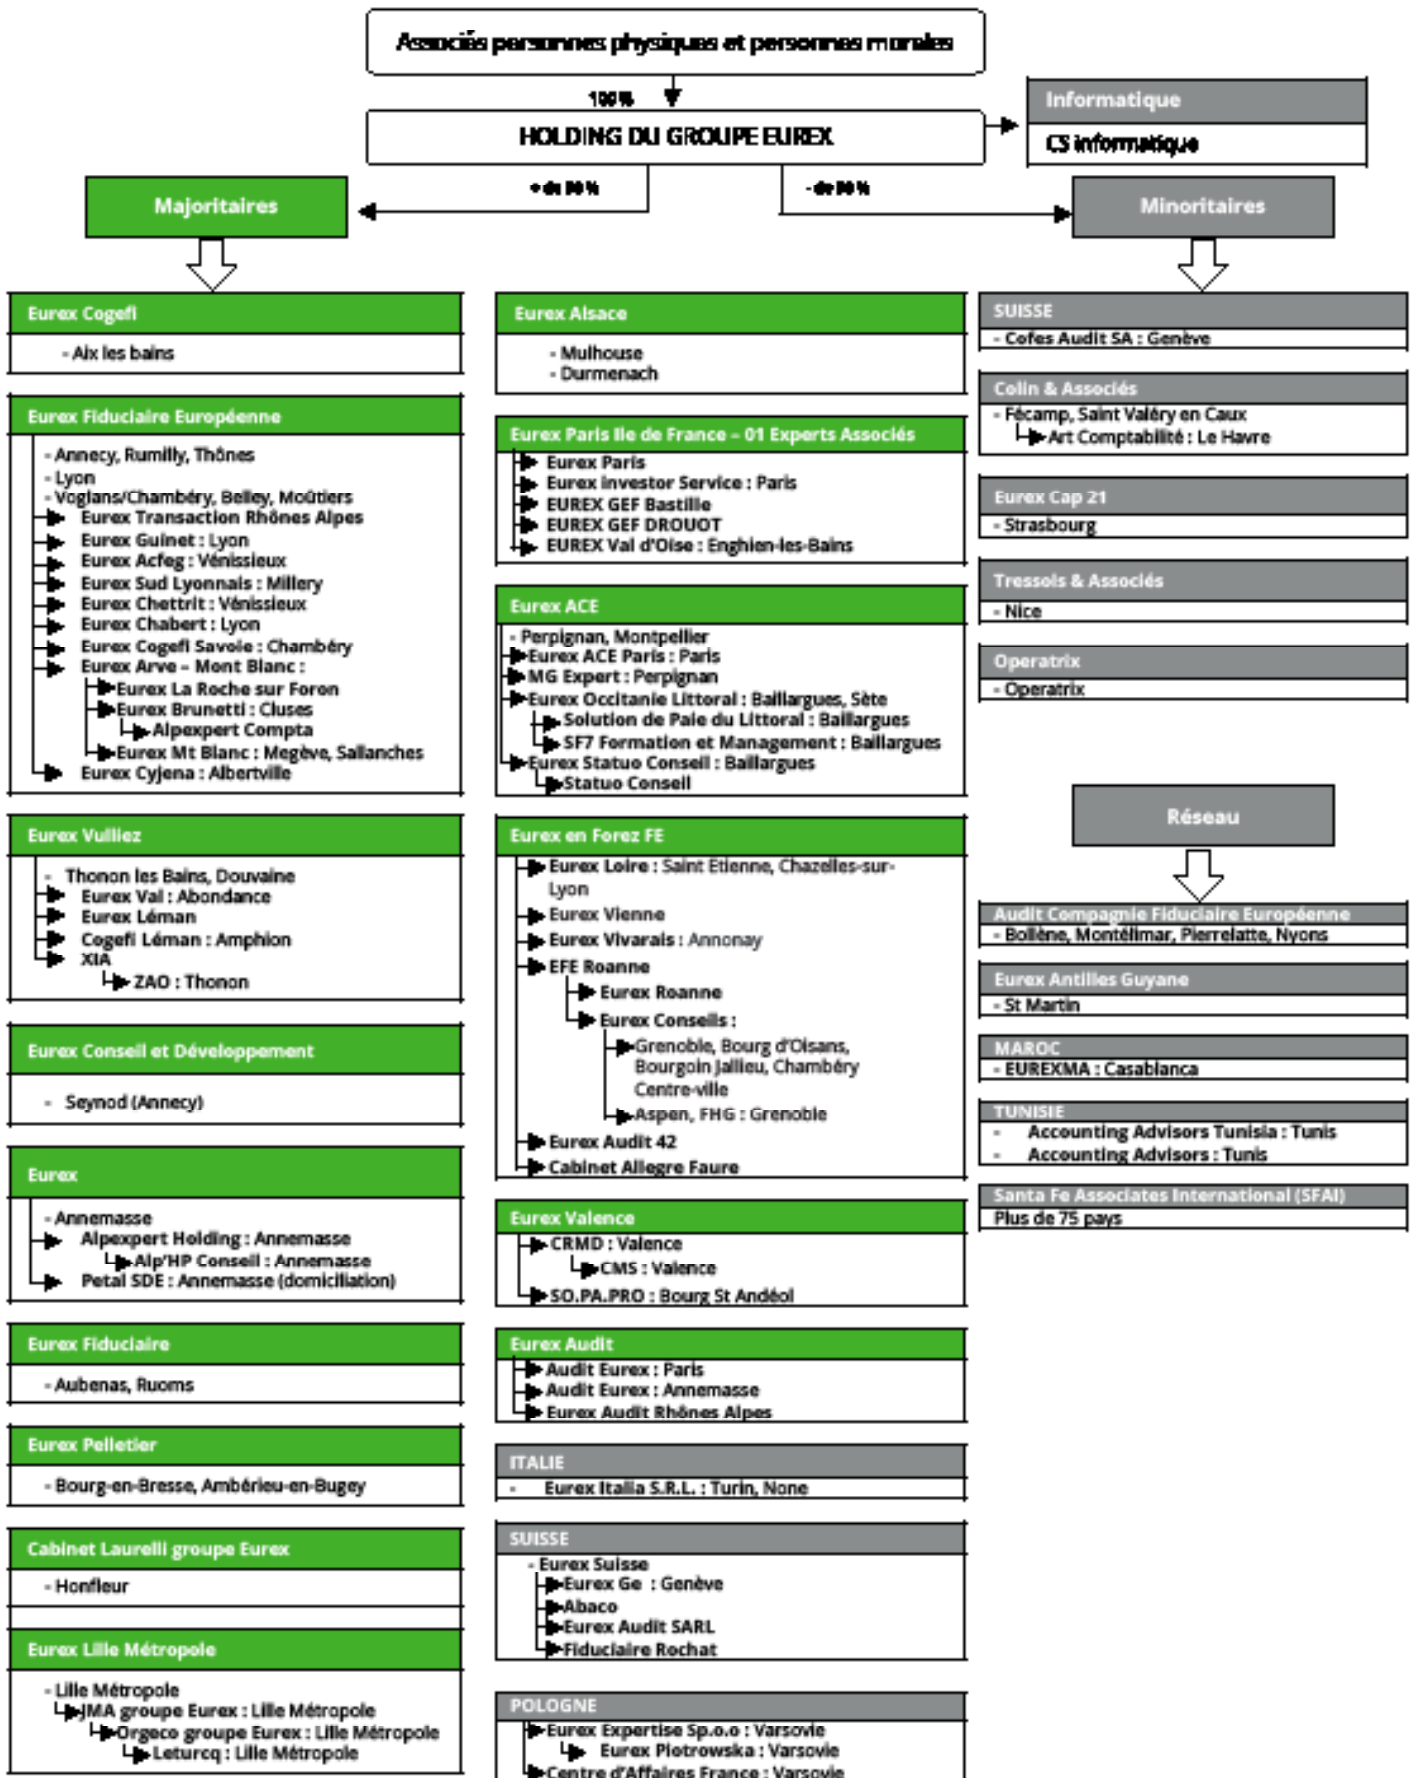 Associés personnes physiques et personnes morales
100 %
HOLDING DU GROUPE EUREX
Informatique
CS informatique
+ de 50 %
- de 50 %
Majoritaires
Minoritaires
Eurex Cogefi
- Aix les bains
Eurex Fiduciaire Européenne
- Annecy, Rumilly, Thônes
- Lyon
- Voglans/Chambéry, Belley, Moûtiers
Eurex Transaction Rhônes Alpes
Eurex Guinet : Lyon
Eurex Acfeg : Vénissieux
Eurex Sud Lyonnais : Millery
Eurex Chettrit : Vénissieux
Eurex Chabert : Lyon
Eurex Cogefi Savoie : Chambéry
Eurex Arve – Mont Blanc :
Eurex La Roche sur Foron
Eurex Brunetti : Cluses
Alpexpert Compta
Eurex Mt Blanc : Megève, Sallanches
Eurex Cyjena : Albertville
Eurex Vulliez
- Thonon les Bains, Douvaine
Eurex Val : Abondance
Eurex Léman
Cogefi Léman : Amphion
XIA
ZAO : Thonon
Eurex Conseil et Développement
- Seynod (Annecy)
Eurex
- Annemasse
Alpexpert Holding : Annemasse
Alp'HP Conseil : Annemasse
Petal SDE : Annemasse (domiciliation)
Eurex Fiduciaire
- Aubenas, Ruoms
Eurex Pelletier
- Bourg-en-Bresse, Ambérieu-en-Bugey
Cabinet Laurelli groupe Eurex
- Honfleur
Eurex Lille Métropole
- Lille Métropole
JMA groupe Eurex : Lille Métropole
Orgeco groupe Eurex : Lille Métropole
Leturcq : Lille Métropole
Eurex Alsace
- Mulhouse
- Durmenach
Eurex Paris Ile de France – 01 Experts Associés
Eurex Paris
Eurex investor Service : Paris
EUREX GEF Bastille
EUREX GEF DROUOT
EUREX Val d'Oise : Enghien-les-Bains
Eurex ACE
- Perpignan, Montpellier
Eurex ACE Paris : Paris
MG Expert : Perpignan
Eurex Occitanie Littoral : Baillargues, Sète
Solution de Paie du Littoral : Baillargues
SF7 Formation et Management : Baillargues
Eurex Statuo Conseil : Baillargues
Statuo Conseil
Eurex en Forez FE
Eurex Loire : Saint Etienne, Chazelles-sur-
Lyon
Eurex Vienne
Eurex Vivarais : Annonay
EFE Roanne
Eurex Roanne
Eurex Conseils :
Grenoble, Bourg d'Oisans,
Bourgoin Jallieu, Chambéry
Centre-ville
Aspen, FHG : Grenoble
Eurex Audit 42
Cabinet Allegre Faure
Eurex Valence
CRMD : Valence
CMS : Valence
SO.PA.PRO : Bourg St Andéol
Eurex Audit
Audit Eurex : Paris
Audit Eurex : Annemasse
Eurex Audit Rhônes Alpes
ITALIE
- Eurex Italia S.R.L. : Turin, None
SUISSE
- Eurex Suisse
Eurex Ge : Genève
Abaco
Eurex Audit SARL
Fiduciaire Rochat
POLOGNE
Eurex Expertise Sp.o.o : Varsovie
Eurex Piotrowska : Varsovie
Centre d'Affaires France : Varsovie
SUISSE
- Cofes Audit SA : Genève
Colin & Associés
- Fécamp, Saint Valéry en Caux
Art Comptabilité : Le Havre
Eurex Cap 21
- Strasbourg
Tressois & Associés
- Nice
Operatrix
- Operatrix
Réseau
Audit Compagnie Fiduciaire Européenne
- Bollène, Montélimar, Pierrelatte, Nyons
Eurex Antilles Guyane
- St Martin
MAROC
- EUREXMA : Casablanca
TUNISIE
- Accounting Advisors Tunisia : Tunis
- Accounting Advisors : Tunis
Santa Fe Associates International (SFAI)
Plus de 75 pays